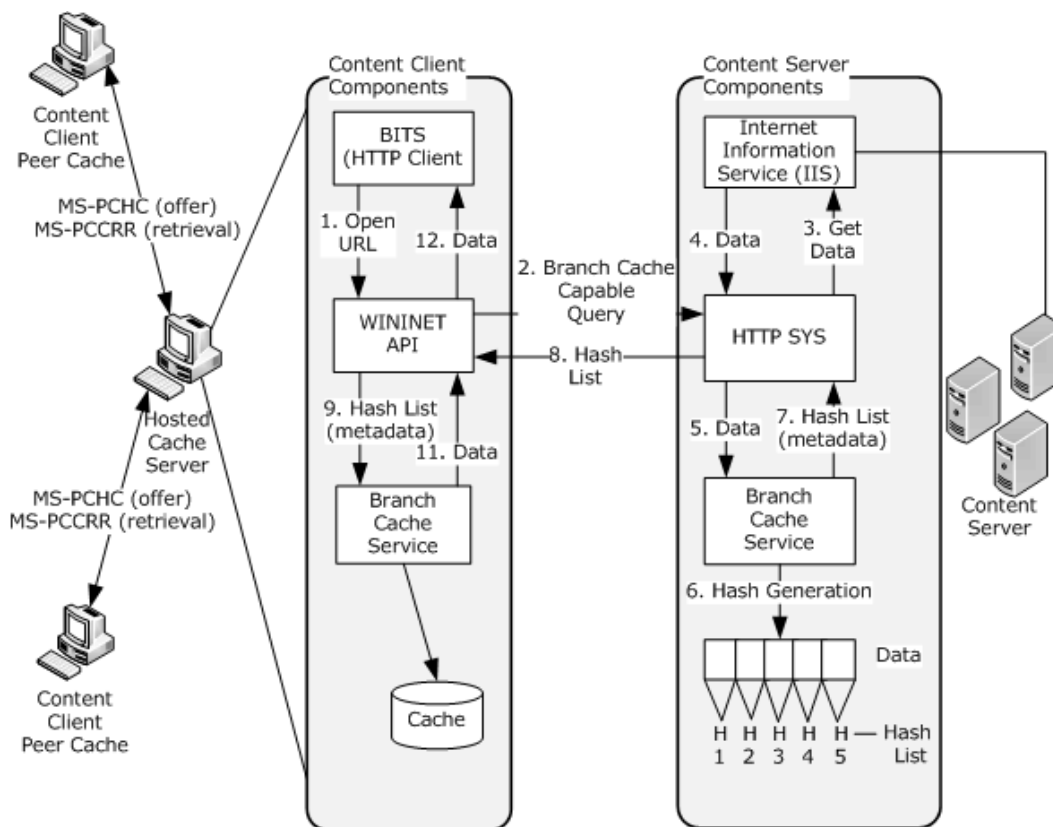 Content
Client
Peer Cache
MS-PCHC (offer)
MS-PCCRR (retrieval)
Hosted
Cache
Server
MS-PCHC (offer)
MS-PCCRR (retrieval)
Content
Client
Peer Cache
Content Client
Components
BITS
(HTTP Client
1. Open
URL
12. Data
WININET
API
9. Hash List
(metadata)
11. Data
Branch
Cache
Service
Cache
2. Branch Cache
Capable
Query
8. Hash
List
Content Server
Components
Internet
Information
Service (IIS)
4. Data
3. Get
Data
HTTP SYS
5. Data
7. Hash List
(metadata)
Branch
Cache
Service
6. Hash Generation
Data
H H H H H
1 2 3 4 5
Hash
List
Content
Server